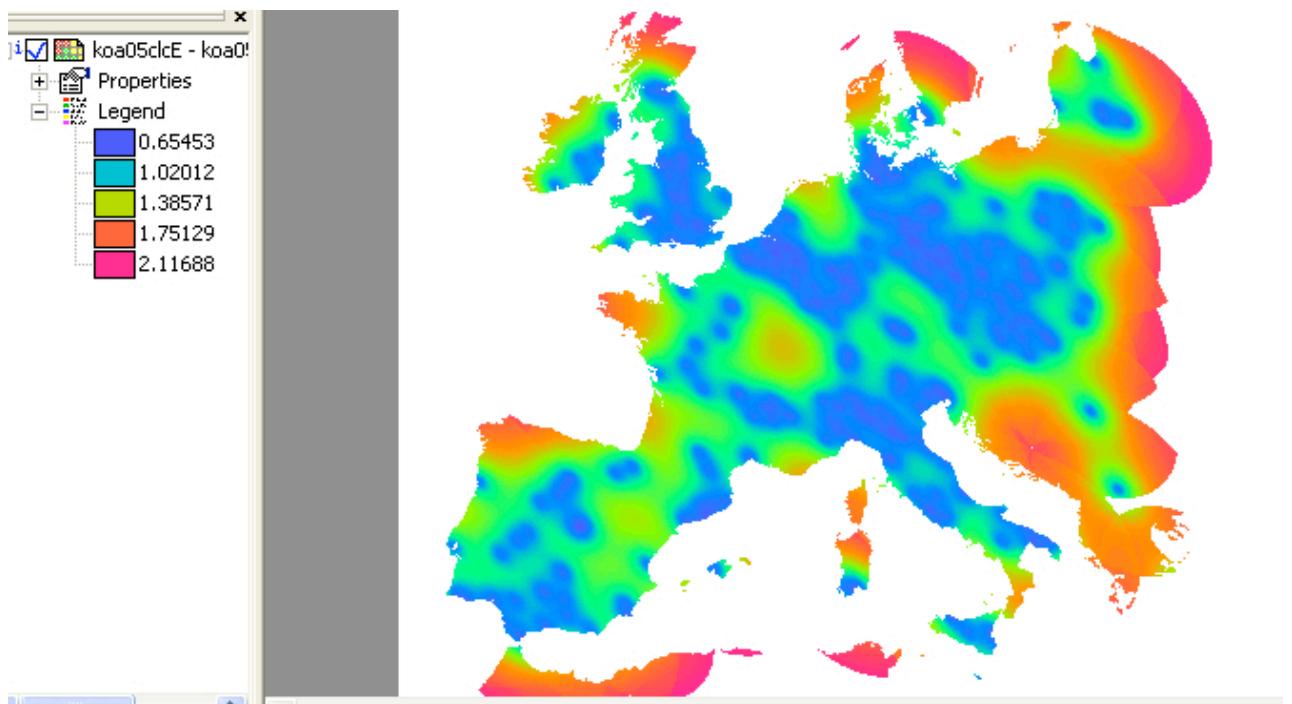 koa05clcE - koa0
Properties
Legend
0.65453
1.02012
1.38571
1.75129
2.11688